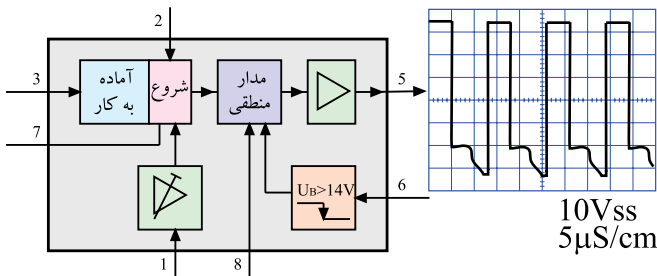 2
3
آماده
به کار
شروع
مدار
منطقی
5
7
UB>14V
6
1
8
10Vss
5µS/cm